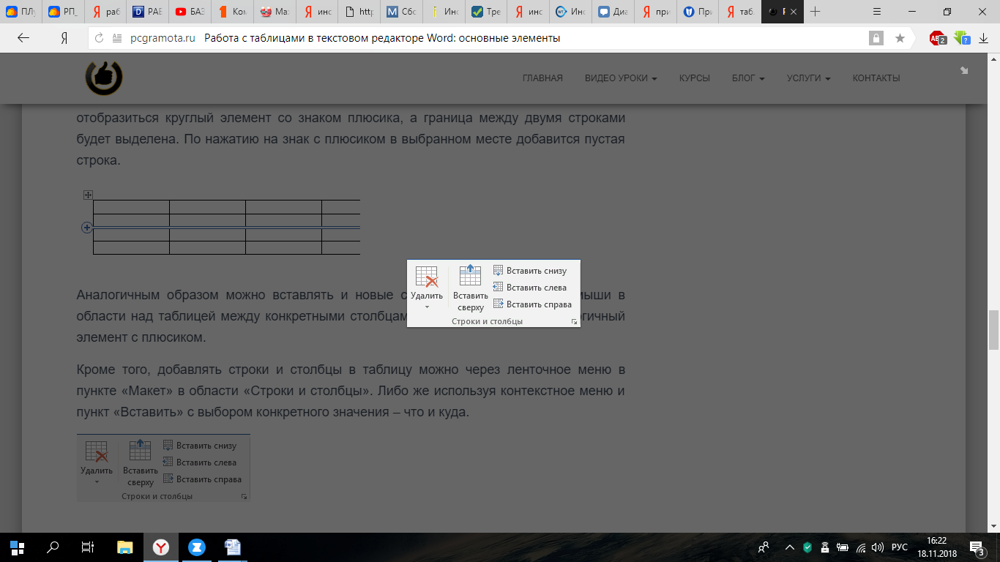 ПЛу
РП_
раб
РАБ
БАЗ
Ком
Маз
инс
http
Сбо
Инс
Тре
инс
Инс
Диа
при
При
таб.
pcgramota.ru Работа с таблицами в текстовом редакторе Word: основные элементы
ГЛАВНАЯ ВИДЕО УРОКИ КУРСЫ БЛОГ УСЛУГИ КОНТАКТЫ
отобразиться круглый элемент со знаком плюсика, а граница между двумя строками
будет выделена. По нажатию на знак с плюсиком в выбранном месте добавится пустая
строка.
Удалить
Вставить сверху
Вставить снизу
Вставить слева
Вставить справа
Строки и столбцы
Аналогичным образом можно вставлять и новые с мыши в
области над таблицей между конкретными столбцам
элемент с плюсиком.
Кроме того, добавлять строки и столбцы в таблицу можно через ленточное меню в
пункте «Макет» в области «Строки и столбцы». Либо же используя контекстное меню и
пункт «Вставить» с выбором конкретного значения – что и куда.
Удалить
Вставить сверху
Вставить снизу
Вставить слева
Вставить справа
Строки и столбцы
РУС
16:22
18.11.2018
3